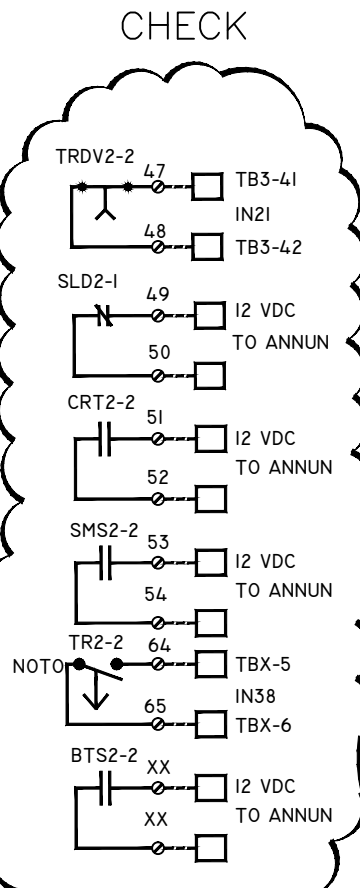 CHECK
TRDV2-2
47
TB3-41
IN21
48
TB3-42
SLD2-1
49
12 VDC
TO ANNUN
50
CRT2-2
51
12 VDC
TO ANNUN
52
SMS2-2
53
12 VDC
TO ANNUN
54
TR2-2
64
NOTO
TBX-5
IN38
65
TBX-6
BTS2-2
XX
12 VDC
TO ANNUN
XX